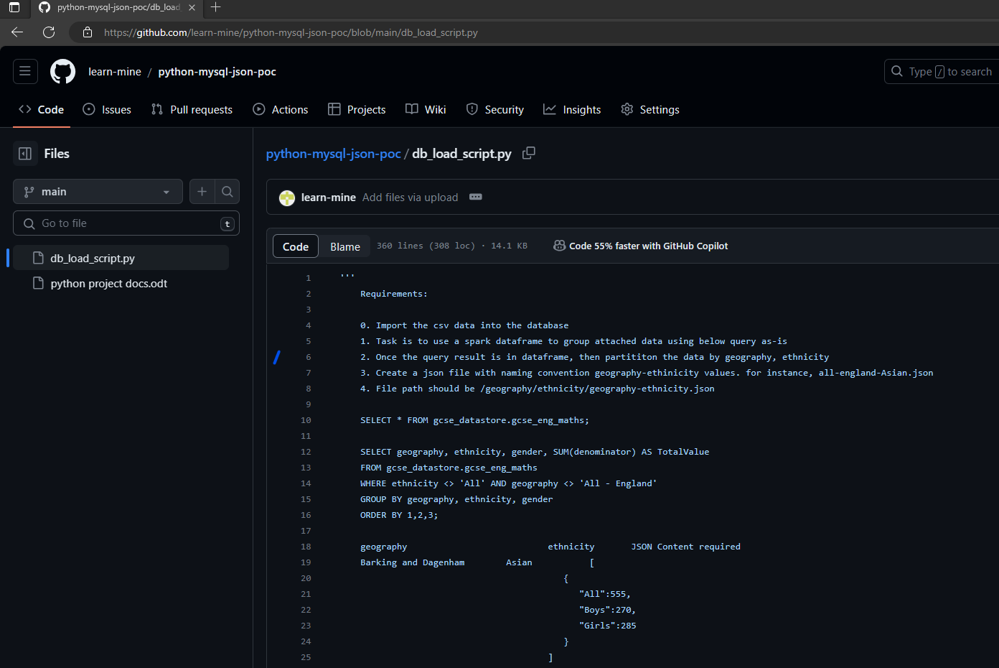 python-mysql-json-poc/db_load_
https://github.com/learn-mine/python-mysql-json-poc/blob/main/db_load_script.py
learn-mine / python-mysql-json-poc
Type / to search
<> Code Issues Pull requests Actions Projects Wiki Security Insights Settings
Files
python-mysql-json-poc / db_load_script.py
main
learn-mine Add files via upload
Go to file t
Code Blame 360 lines (308 loc) · 14.1 KB Code 55% faster with GitHub Copilot
db_load_script.py
python project docs.odt
1 '''
2 Requirements:
3
4 0. Import the csv data into the database
5 1. Task is to use a spark dataframe to group attached data using below query as-is
6 2. Once the query result is in dataframe, then partititon the data by geography, ethnicity
7 3. Create a json file with naming convention geography-ethinicity values. for instance, all-england-Asian.json
8 4. File path should be /geography/ethnicity/geography-ethnicity.json
9
10 SELECT * FROM gcse_datastore.gcse_eng_maths;
11
12 SELECT geography, ethnicity, gender, SUM(denominator) AS TotalValue
13 FROM gcse_datastore.gcse_eng_maths
14 WHERE ethnicity <> 'All' AND geography <> 'All - England'
15 GROUP BY geography, ethnicity, gender
16 ORDER BY 1,2,3;
17
18 geography ethnicity JSON Content required
19 Barking and Dagenham Asian [
20 {
21 "All":555,
22 "Boys":270,
23 "Girls":285
24 }
25 ]